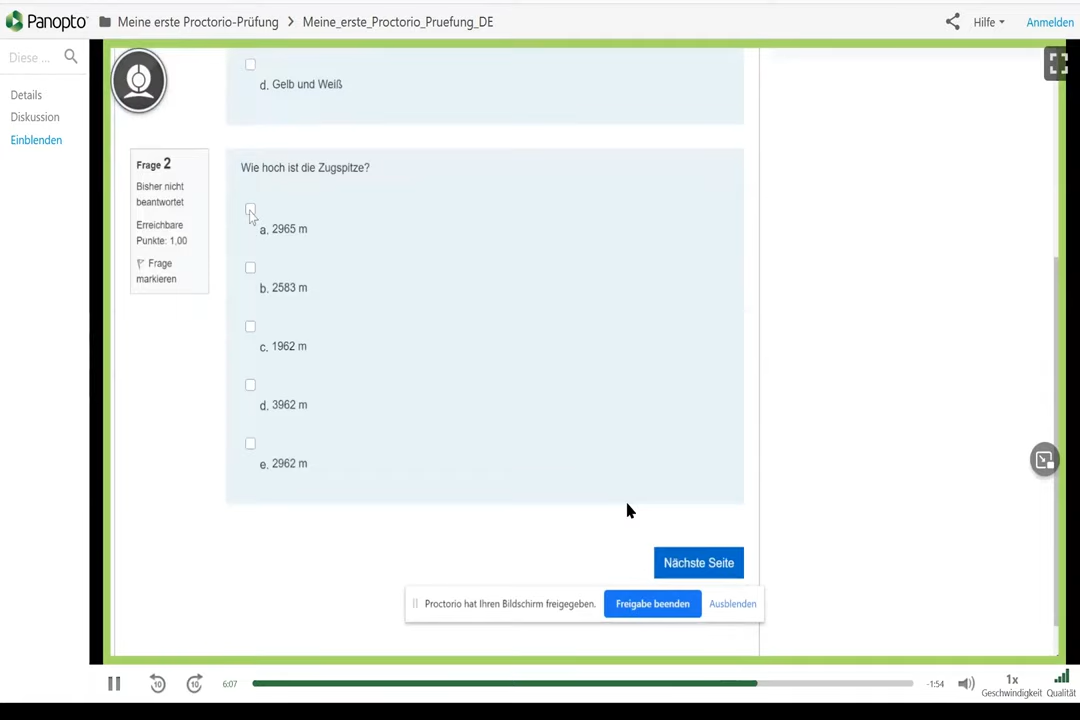 Panopto
Meine erste Proctorio-Prüfung
Meine_erste_Proctorio_Pruefung_DE
Hilfe
Anmelden
Diese ...
Details
Diskussion
Einblenden
d. Gelb und Weiß
Frage 2
Bisher nicht
beantwortet
Erreichbare
Punkte: 1,00
Frage
markieren
Wie hoch ist die Zugspitze?
a. 2965 m
b. 2583 m
c. 1962 m
d. 3962 m
e. 2962 m
Nächste Seite
Proctorio hat Ihren Bildschirm freigegeben.
Freigabe beenden
Ausblenden
10
10
6:07
-1:54
1x
Geschwindigkeit
Qualität